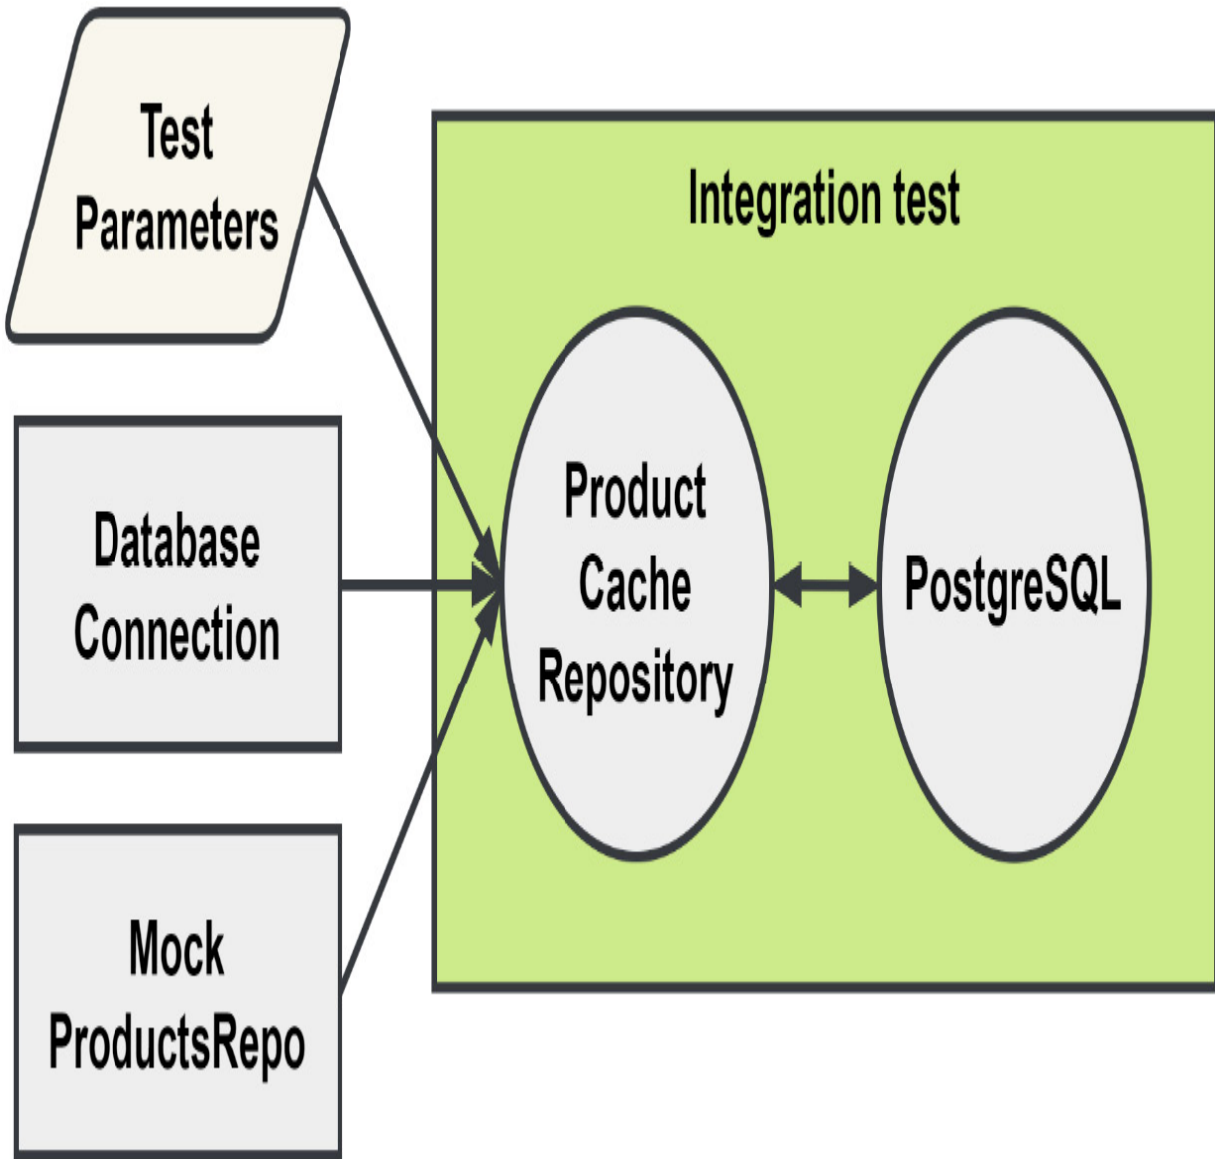 Test
Parameters
Integration test
Database
Connection
Product
Cache
Repository
PostgreSQL
Mock
ProductsRepo